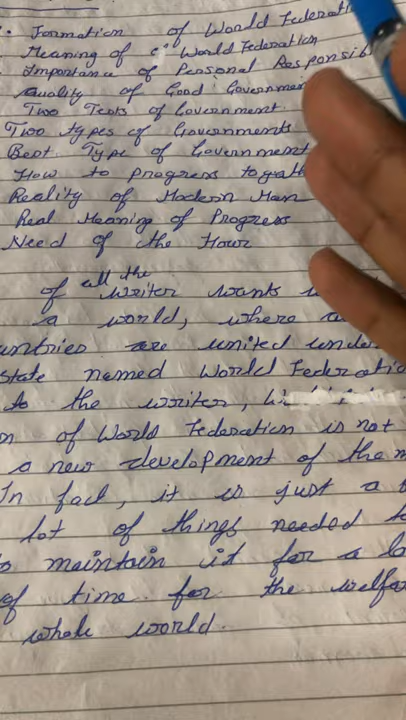 Formation of World Federati
Meaning of "World Federation
Importance of Personal Responsib
Quality of Good Governmen
Two Tests of Government
Two types of Governments
Best Type of Government
How to progress togeth
Reality of Modern Man
Real Meaning of Progress
Need of the Hour
of all the writer wants
a world, where a
untries are united unde
state named World Federatio
to the writer,
n of World Federation is not
a new development of the m
In fact, it is just a
lot of things needed to
o maintain it for a lo
of time for the welfa
whole world.